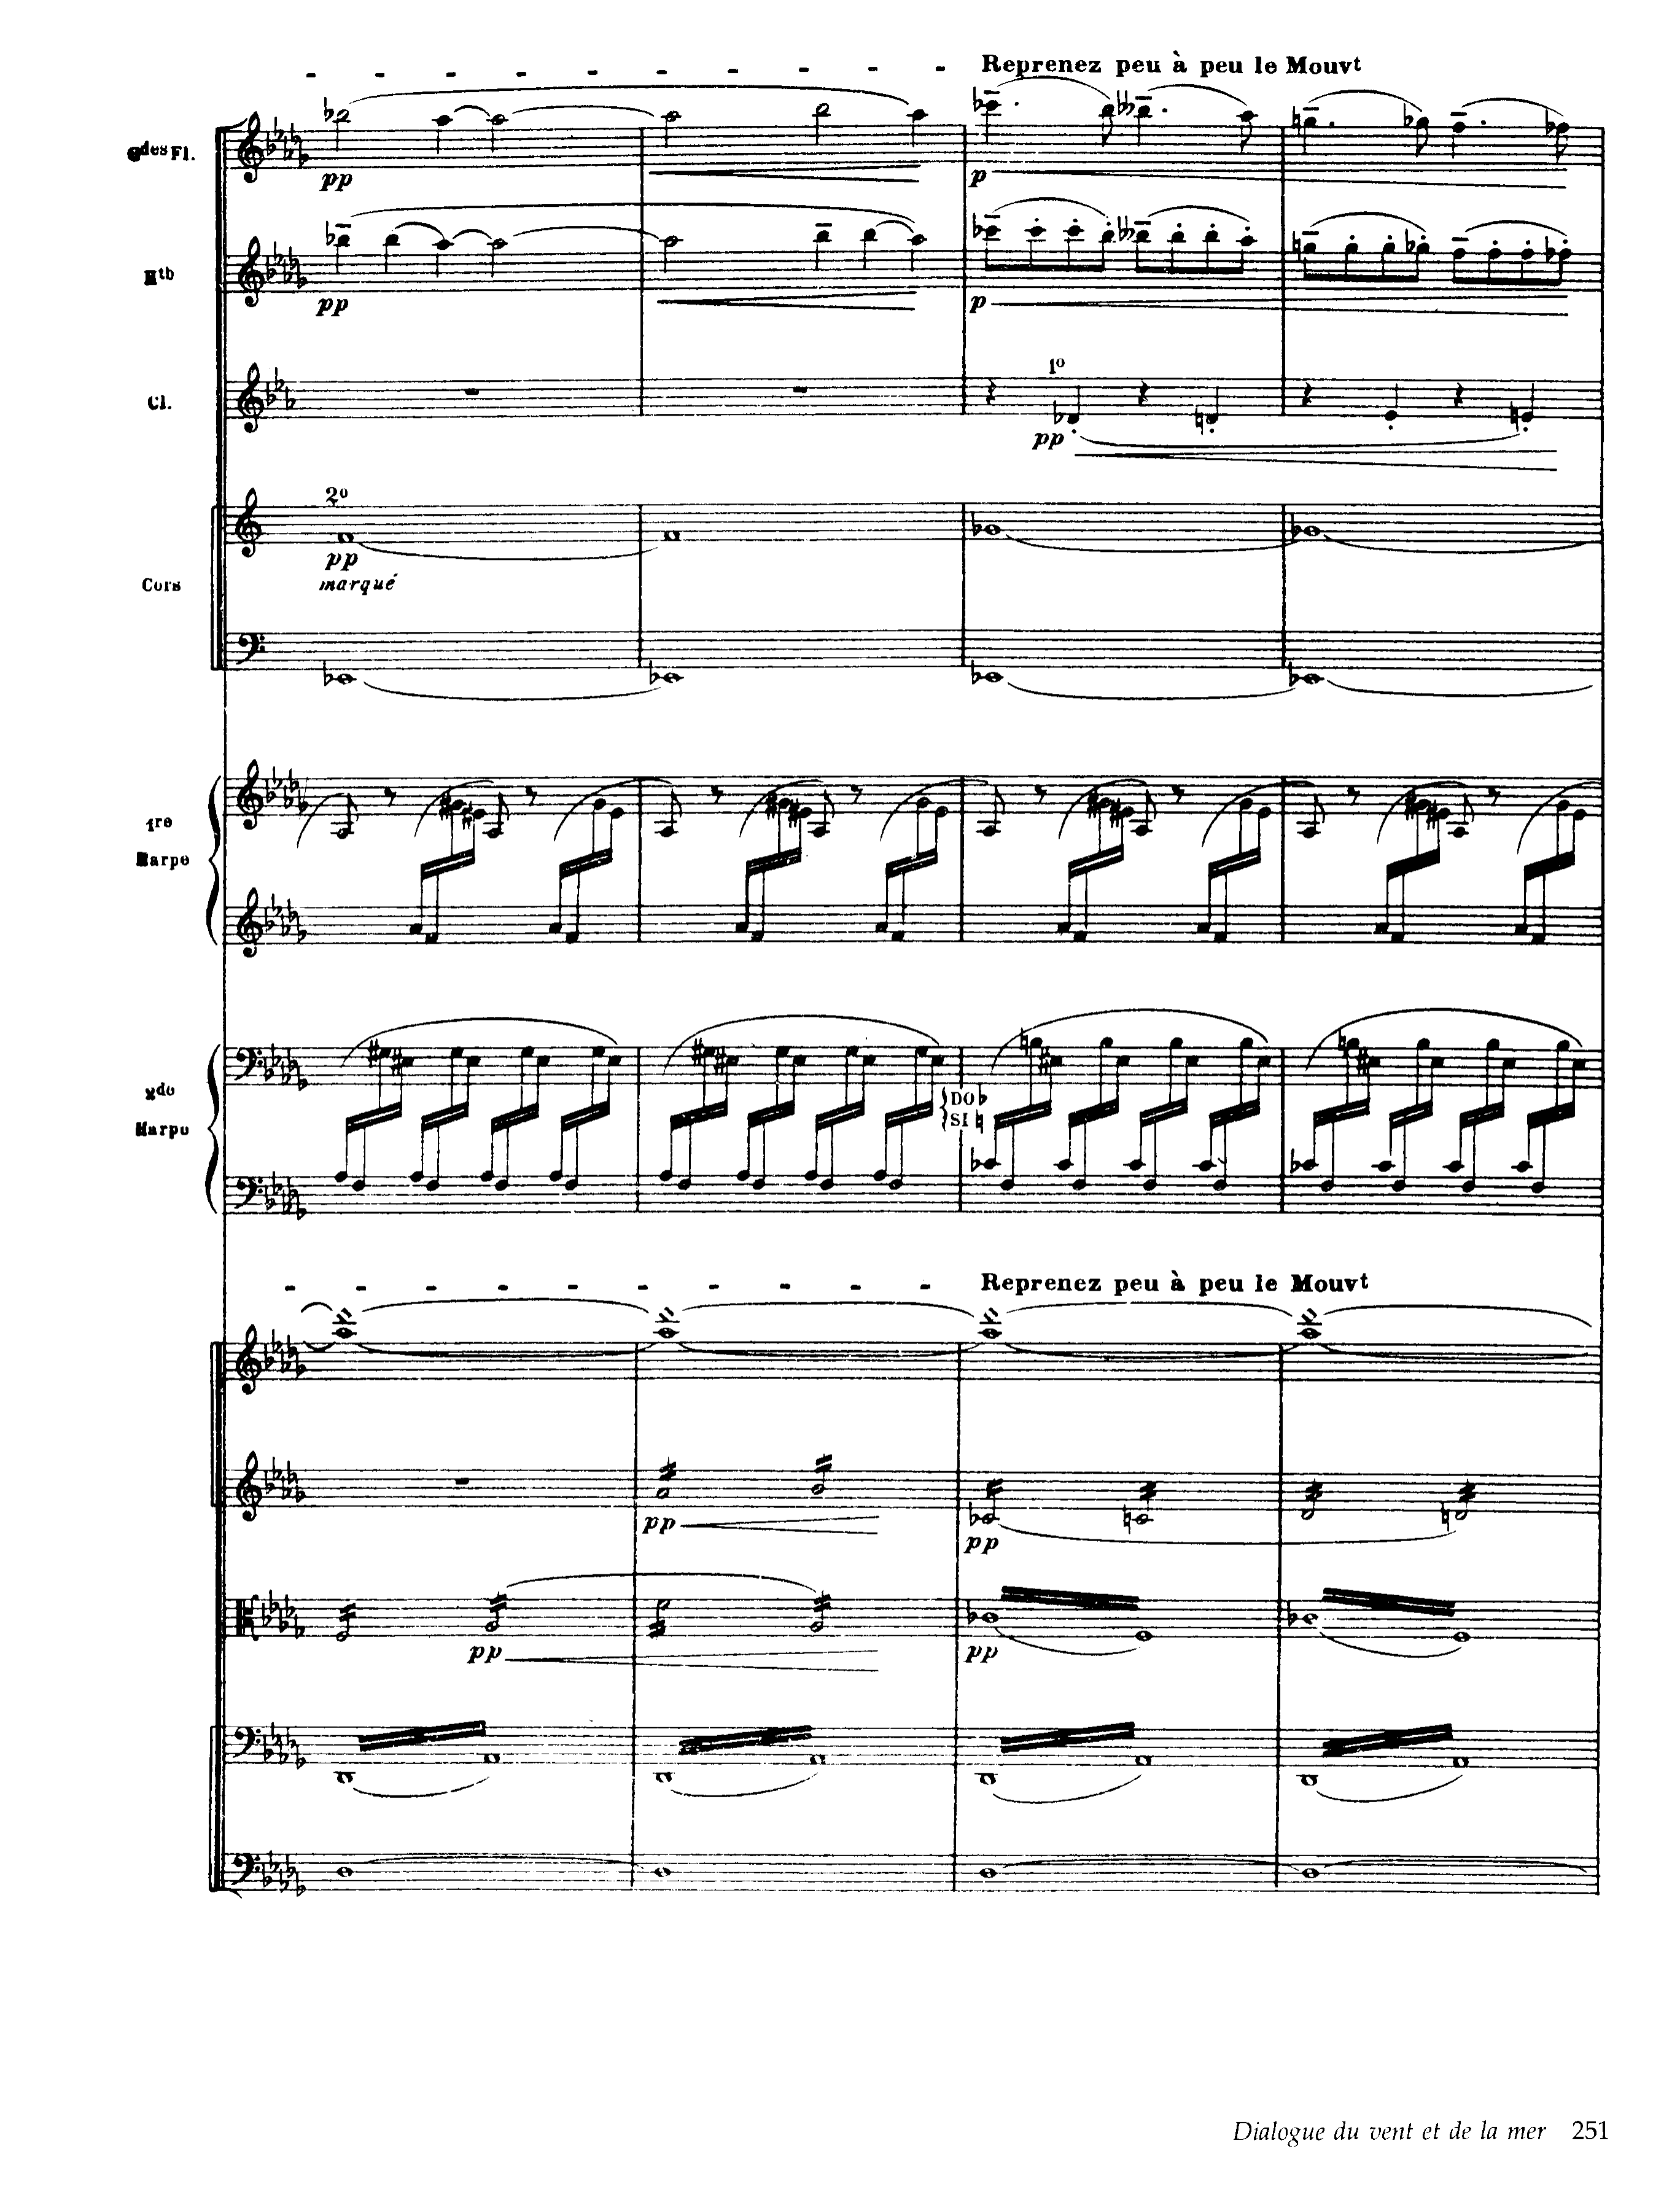 Reprenez peu à peu le Mouvt
Gdes Fl.
pp
p
Htb
pp
p
Cl.
1o
pp
2o
pp
marqué
Cors
1re
Harpe
2de
Harpe
DO♭
SI♮
Reprenez peu à peu le Mouvt
pp
pp
pp
pp
Dialogue du vent et de la mer 251